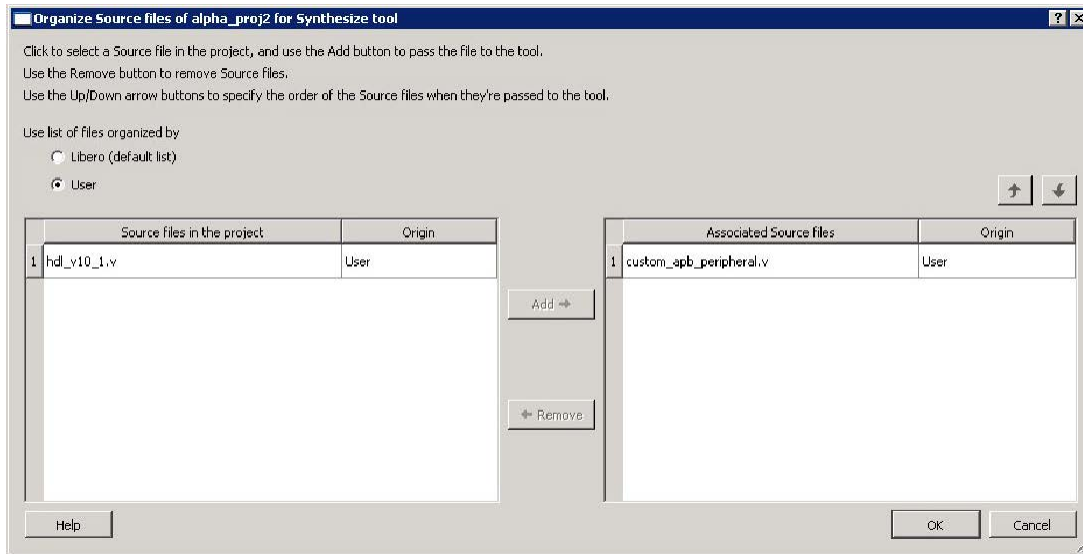 Organize Source files of alpha_proj2 for Synthesize tool
Click to select a Source file in the project, and use the Add button to pass the file to the tool.
Use the Remove button to remove Source files.
Use the Up/Down arrow buttons to specify the order of the Source files when they're passed to the tool.
Use list of files organized by
Libero (default list)
User
Source files in the project Origin
1 hdl_v10_1.v User
Associated Source files Origin
1 custom_apb_peripheral.v User
Add
Remove
Help
OK
Cancel